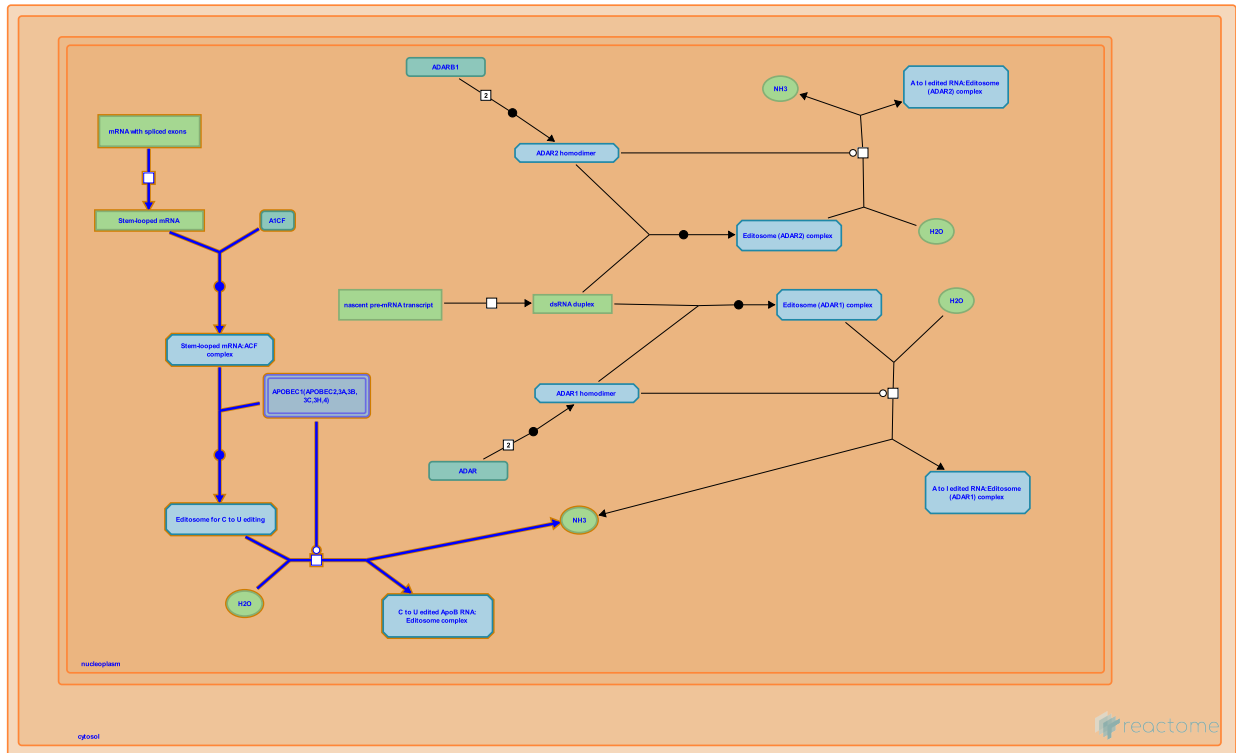 ADARB1
2
NH3
A to I edited RNA:Editosome
(ADAR2) complex
mRNA with spliced exons
ADAR2 homodimer
Stem-looped mRNA
A1CF
Editosome (ADAR2) complex
H2O
nascent pre-mRNA transcript
dsRNA duplex
Editosome (ADAR1) complex
H2O
Stem-looped mRNA:ACF
complex
APOBEC1(APOBEC2,3A,3B,
3C,3H,4)
ADAR1 homodimer
2
ADAR
A to I edited RNA:Editosome
(ADAR1) complex
Editosome for C to U editing
NH3
H2O
C to U edited ApoB RNA:
Editosome complex
nucleoplasm
cytosol
reactome